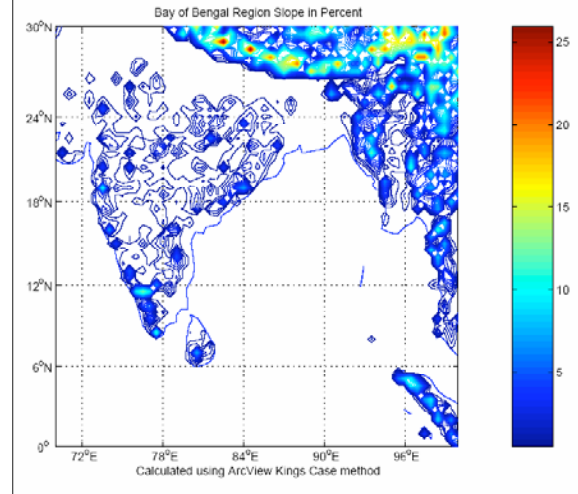 Bay of Bengal Region Slope in Percent
30°N
24°N
18°N
12°N
6°N
0°
72°E 78°E 84°E 90°E 96°E
Calculated using ArcView Kings Case method
25
20
15
10
5